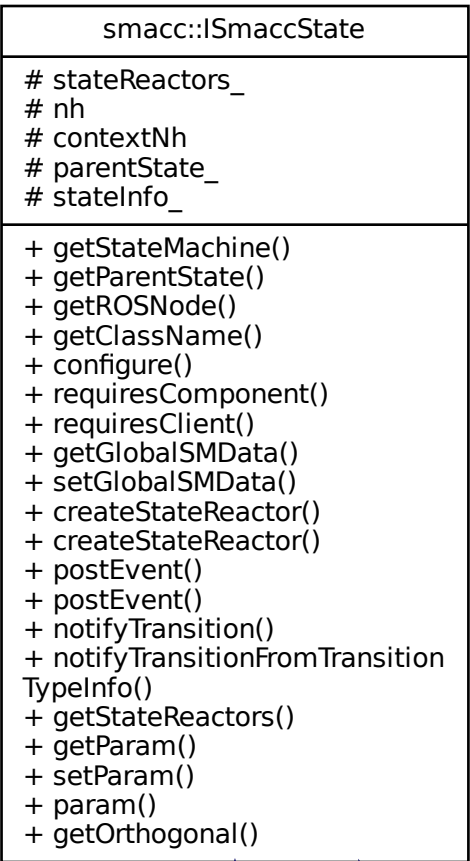 smacc::ISmaccState
# stateReactors_
# nh
# contextNh
# parentState_
# stateInfo_
+ getStateMachine()
+ getParentState()
+ getROSNode()
+ getClassName()
+ configure()
+ requiresComponent()
+ requiresClient()
+ getGlobalSMData()
+ setGlobalSMData()
+ createStateReactor()
+ createStateReactor()
+ postEvent()
+ postEvent()
+ notifyTransition()
+ notifyTransitionFromTransition
TypeInfo()
+ getStateReactors()
+ getParam()
+ setParam()
+ param()
+ getOrthogonal()